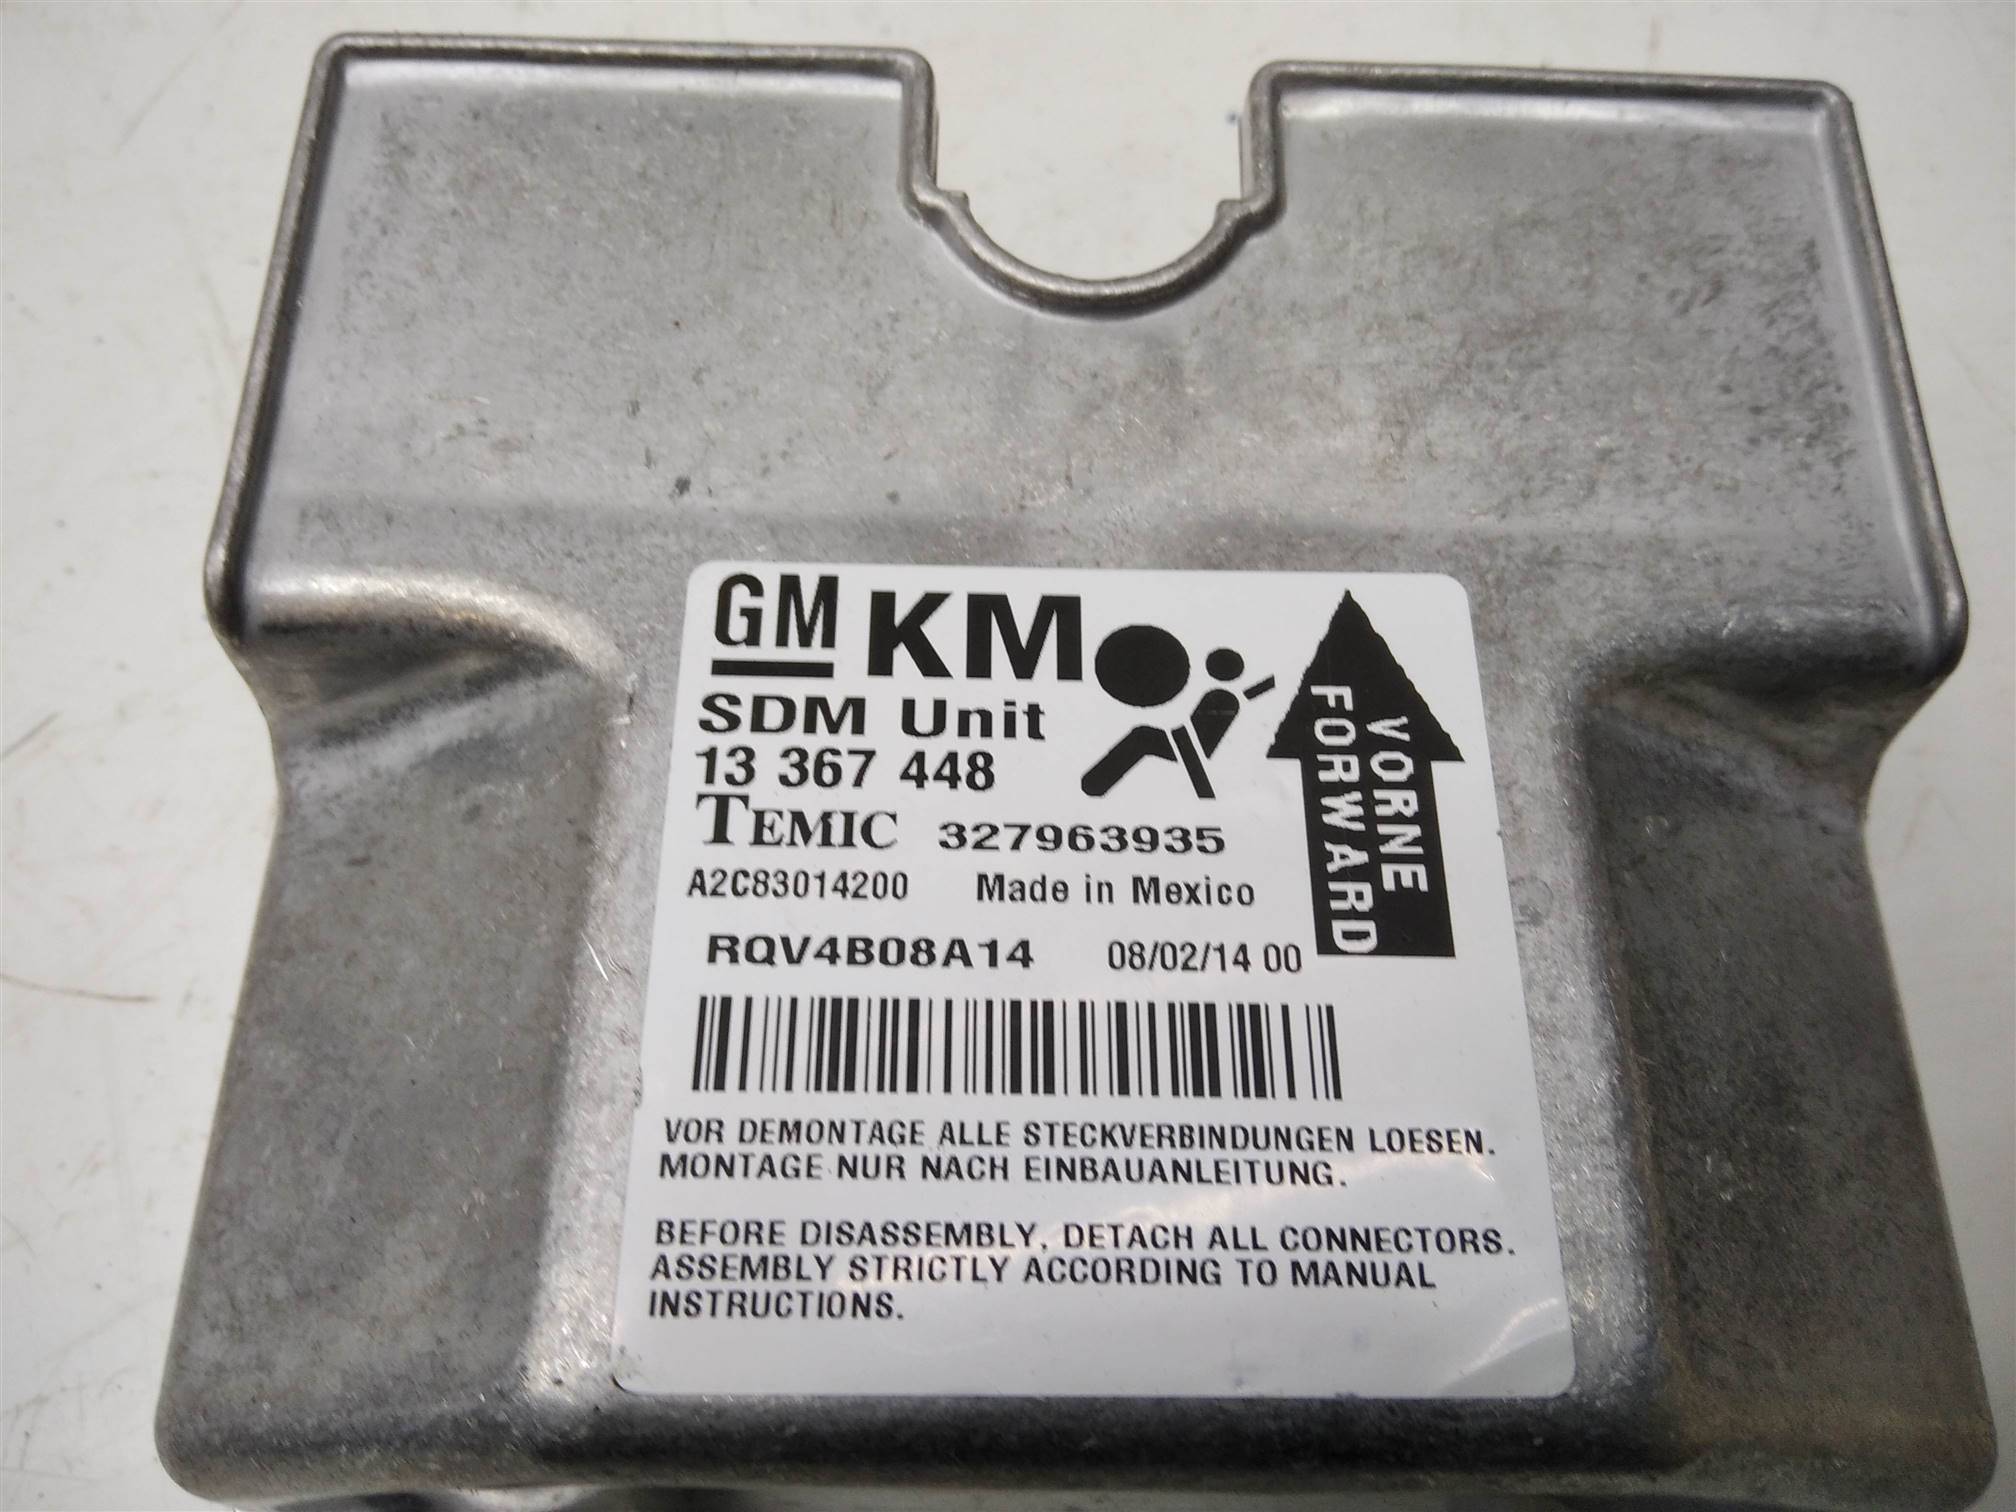 GM KM
SDM Unit
13 367 448
TEMIC 327963935
A2C83014200 Made in Mexico
RQV4B08A14 08/02/14 00
VORNE
FORWARD
VOR DEMONTAGE ALLE STECKVERBINDUNGEN LOESEN.
MONTAGE NUR NACH EINBAUANLEITUNG.
BEFORE DISASSEMBLY, DETACH ALL CONNECTORS.
ASSEMBLY STRICTLY ACCORDING TO MANUAL
INSTRUCTIONS.